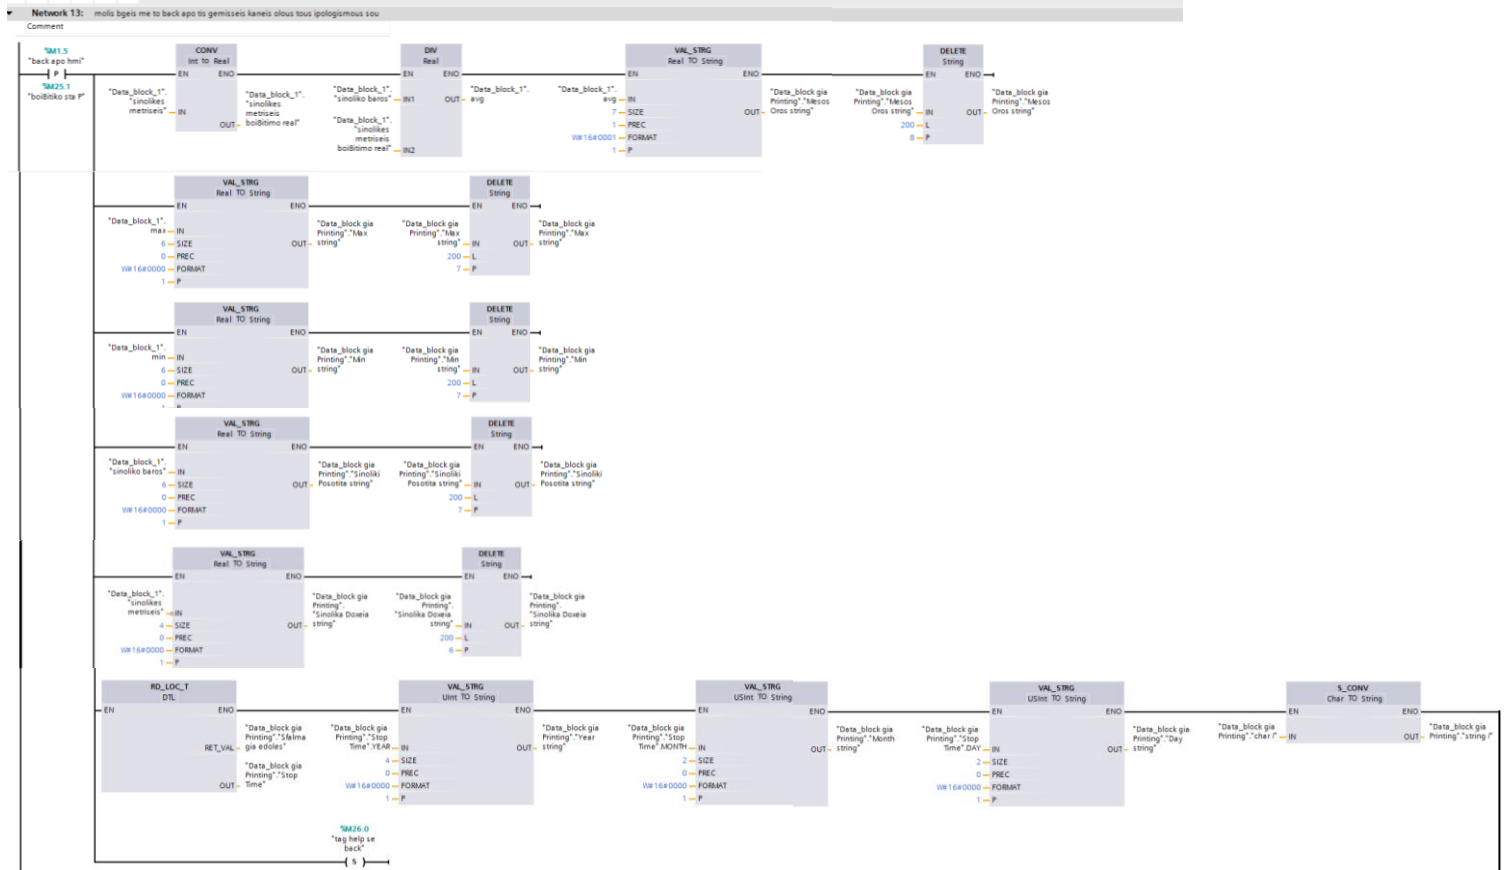 Network 13: molis bgeis me to back apo tis gemisseis kaneis olous tous ipologismous sou
Comment
%M1.5
"back apo hmi"
P
%M25.1
"boi8itiko sta P"
CONV
Int to Real
EN ENO
"Data_block_1".
"sinolikes
metriseis"
IN
OUT
"Data_block_1".
"sinolikes
metriseis
boi8itimo real"
DIV
Real
EN ENO
"Data_block_1".
"sinoliko baros"
IN1
"Data_block_1".
"sinolikes
metriseis
boi8itimo real"
IN2
OUT
"Data_block_1".
avg
VAL_STRG
Real TO String
EN ENO
"Data_block_1".
avg IN
7 SIZE
1 PREC
W#16#0001 FORMAT
1 P
OUT
"Data_block gia
Printing"."Mesos
Oros string"
DELETE
String
EN ENO
"Data_block gia
Printing"."Mesos
Oros string" IN
200 L
8 P
OUT
"Data_block gia
Printing"."Mesos
Oros string"
VAL_STRG
Real TO String
EN ENO
"Data_block_1".
max IN
6 SIZE
0 PREC
W#16#0000 FORMAT
1 P
OUT
"Data_block gia
Printing"."Max
string"
DELETE
String
EN ENO
"Data_block gia
Printing"."Max
string" IN
200 L
7 P
OUT
"Data_block gia
Printing"."Max
string"
VAL_STRG
Real TO String
EN ENO
"Data_block_1".
min IN
6 SIZE
0 PREC
W#16#0000 FORMAT
OUT
"Data_block gia
Printing"."Min
string"
DELETE
String
EN ENO
"Data_block gia
Printing"."Min
string" IN
200 L
7 P
OUT
"Data_block gia
Printing"."Min
string"
VAL_STRG
Real TO String
EN ENO
"Data_block_1".
"sinoliko baros" IN
6 SIZE
0 PREC
W#16#0000 FORMAT
1 P
OUT
"Data_block gia
Printing"."Sinoliki
Posotita string"
DELETE
String
EN ENO
"Data_block gia
Printing"."Sinoliki
Posotita string" IN
200 L
7 P
OUT
"Data_block gia
Printing"."Sinoliki
Posotita string"
VAL_STRG
Real TO String
EN ENO
"Data_block_1".
"sinolikes
metriseis" IN
4 SIZE
0 PREC
W#16#0000 FORMAT
1 P
OUT
"Data_block gia
Printing".
"Sinolika Doxeia
string"
DELETE
String
EN ENO
"Data_block gia
Printing".
"Sinolika Doxeia
string" IN
200 L
6 P
OUT
"Data_block gia
Printing".
"Sinolika Doxeia
string"
RD_LOC_T
DTL
EN ENO
RET_VAL
"Data_block gia
Printing"."Sfalma
gia edoles"
OUT
"Data_block gia
Printing"."Stop
Time"
VAL_STRG
UInt TO String
EN ENO
"Data_block gia
Printing"."Stop
Time".YEAR IN
4 SIZE
0 PREC
W#16#0000 FORMAT
1 P
OUT
"Data_block gia
Printing"."Year
string"
VAL_STRG
USInt TO String
EN ENO
"Data_block gia
Printing"."Stop
Time".MONTH IN
2 SIZE
0 PREC
W#16#0000 FORMAT
1 P
OUT
"Data_block gia
Printing"."Month
string"
VAL_STRG
USInt TO String
EN ENO
"Data_block gia
Printing"."Stop
Time".DAY IN
2 SIZE
0 PREC
W#16#0000 FORMAT
1 P
OUT
"Data_block gia
Printing"."Day
string"
S_CONV
Char TO String
EN ENO
"Data_block gia
Printing"."char /" IN
OUT
"Data_block gia
Printing"."string /"
%M26.0
"tag help se
back"
S